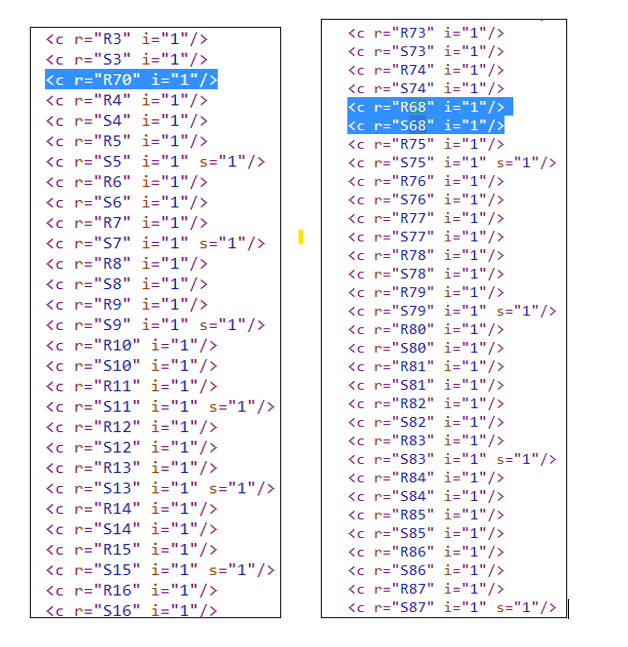 <c r="R3" i="1"/>
<c r="S3" i="1"/>
<c r="R70" i="1"/>
<c r="R4" i="1"/>
<c r="S4" i="1"/>
<c r="R5" i="1"/>
<c r="S5" i="1" s="1"/>
<c r="R6" i="1"/>
<c r="S6" i="1"/>
<c r="R7" i="1"/>
<c r="S7" i="1" s="1"/>
<c r="R8" i="1"/>
<c r="S8" i="1"/>
<c r="R9" i="1"/>
<c r="S9" i="1" s="1"/>
<c r="R10" i="1"/>
<c r="S10" i="1"/>
<c r="R11" i="1"/>
<c r="S11" i="1" s="1"/>
<c r="R12" i="1"/>
<c r="S12" i="1"/>
<c r="R13" i="1"/>
<c r="S13" i="1" s="1"/>
<c r="R14" i="1"/>
<c r="S14" i="1"/>
<c r="R15" i="1"/>
<c r="S15" i="1" s="1"/>
<c r="R16" i="1"/>
<c r="S16" i="1"/>
<c r="R73" i="1"/>
<c r="S73" i="1"/>
<c r="R74" i="1"/>
<c r="S74" i="1"/>
<c r="R68" i="1"/>
<c r="S68" i="1"/>
<c r="R75" i="1"/>
<c r="S75" i="1" s="1"/>
<c r="R76" i="1"/>
<c r="S76" i="1"/>
<c r="R77" i="1"/>
<c r="S77" i="1"/>
<c r="R78" i="1"/>
<c r="S78" i="1"/>
<c r="R79" i="1"/>
<c r="S79" i="1" s="1"/>
<c r="R80" i="1"/>
<c r="S80" i="1"/>
<c r="R81" i="1"/>
<c r="S81" i="1"/>
<c r="R82" i="1"/>
<c r="S82" i="1"/>
<c r="R83" i="1"/>
<c r="S83" i="1" s="1"/>
<c r="R84" i="1"/>
<c r="S84" i="1"/>
<c r="R85" i="1"/>
<c r="S85" i="1"/>
<c r="R86" i="1"/>
<c r="S86" i="1"/>
<c r="R87" i="1"/>
<c r="S87" i="1" s="1"/>